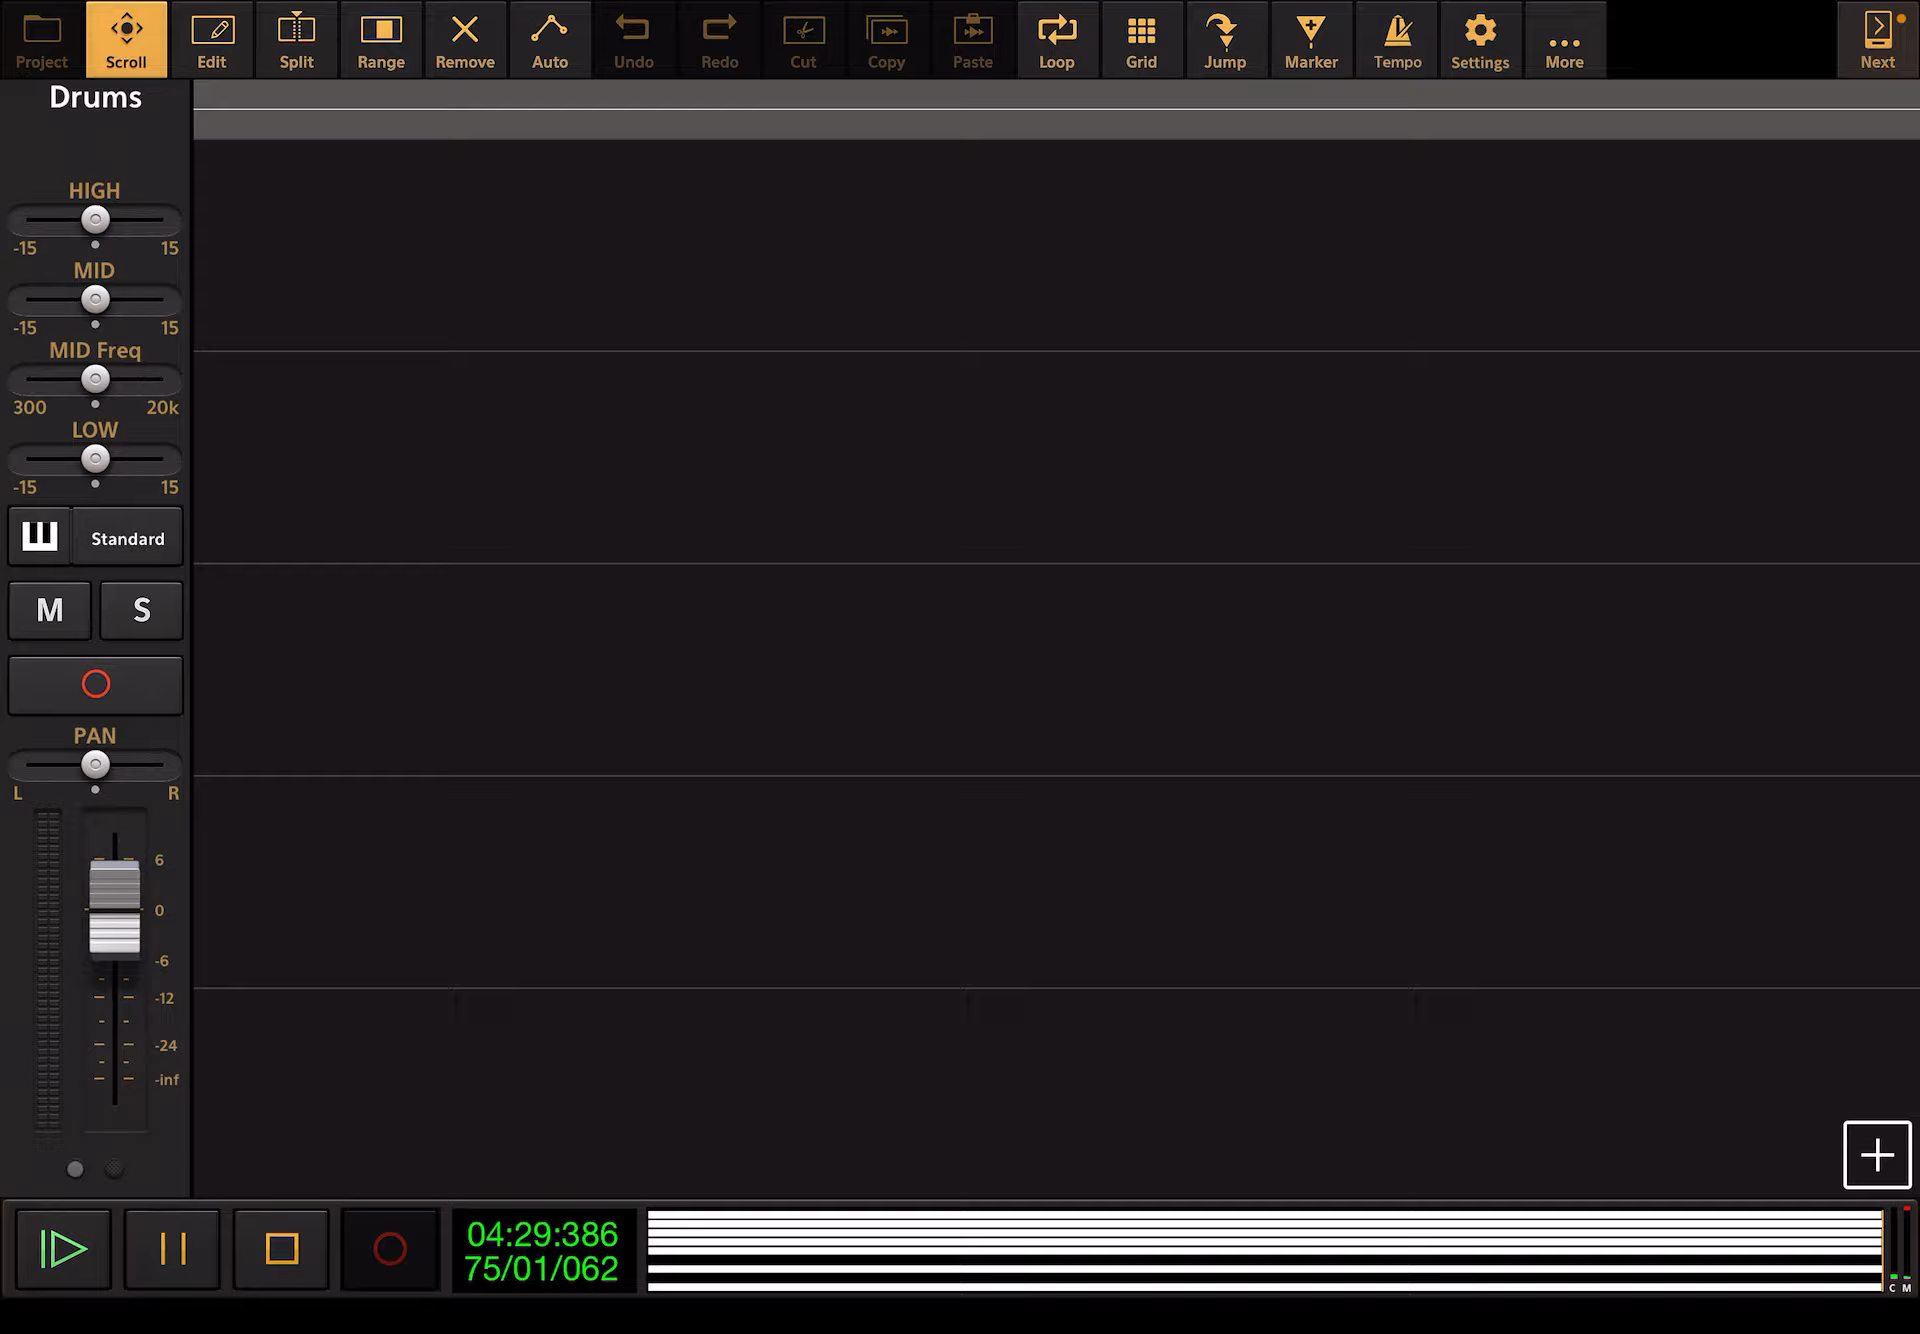 Project Scroll Edit Split Range Remove Auto Undo Redo Cut Copy Paste Loop Grid Jump Marker Tempo Settings More Next
Drums
HIGH
-15 15
MID
-15 15
MID Freq
300 20k
LOW
-15 15
Standard
M S
PAN
L R
6
0
-6
-12
-24
-inf
04:29:386
75/01/062
C M